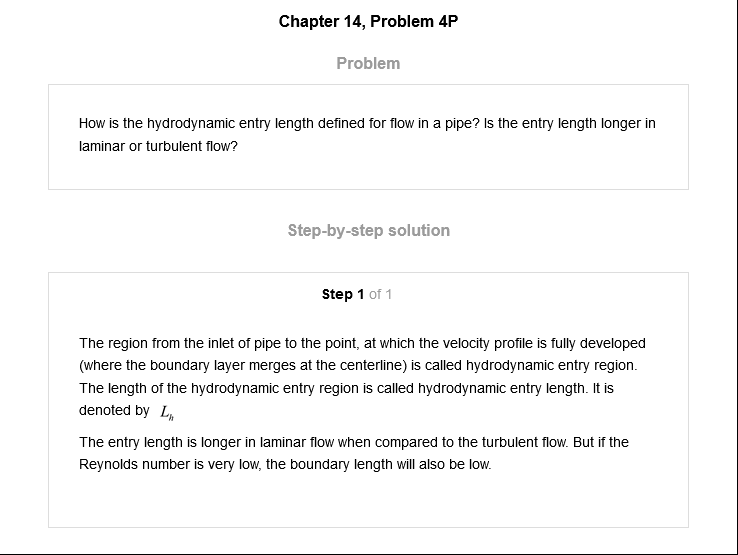 Chapter 14, Problem 4P
Problem
How is the hydrodynamic entry length defined for flow in a pipe? Is the entry length longer in
laminar or turbulent flow?
Step-by-step solution
Step 1 of 1
The region from the inlet of pipe to the point, at which the velocity profile is fully developed
(where the boundary layer merges at the centerline) is called hydrodynamic entry region.
The length of the hydrodynamic entry region is called hydrodynamic entry length. It is
denoted by L_h
The entry length is longer in laminar flow when compared to the turbulent flow. But if the
Reynolds number is very low, the boundary length will also be low.